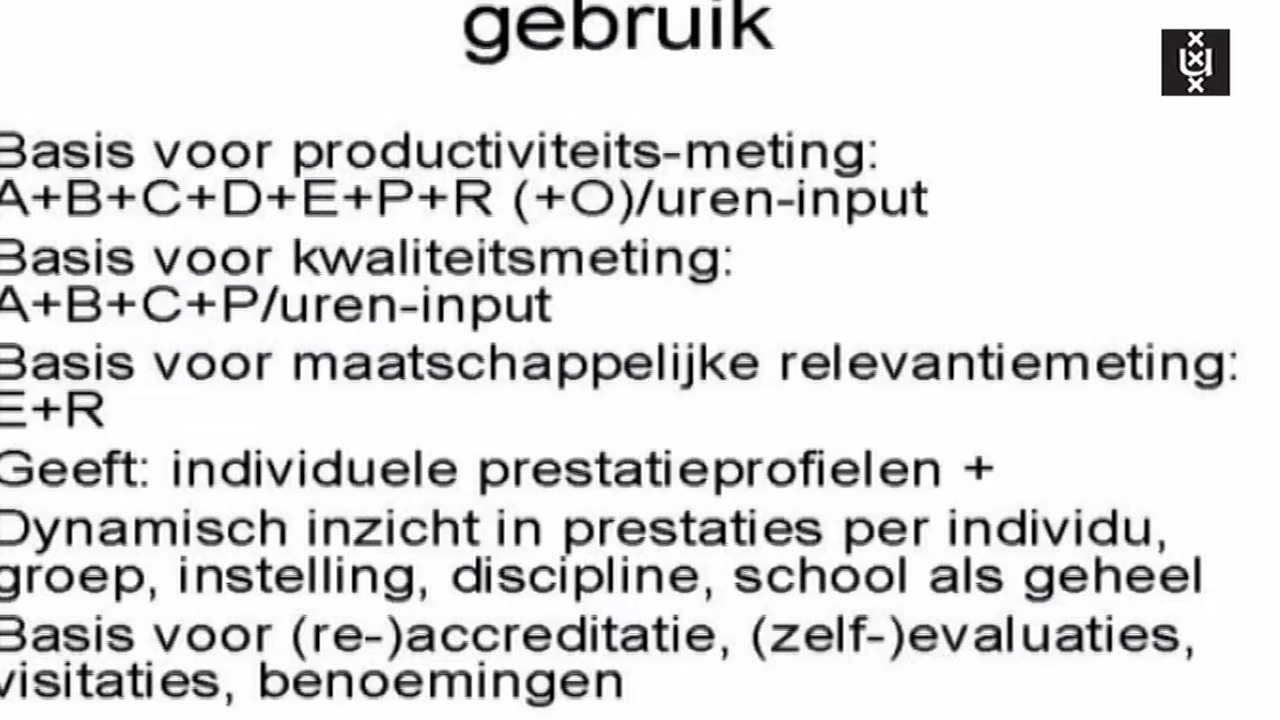 gebruik
Basis voor productiviteits-meting:
A+B+C+D+E+P+R (+O)/uren-input
Basis voor kwaliteitsmeting:
A+B+C+P/uren-input
Basis voor maatschappelijke relevantiemeting:
E+R
Geeft: individuele prestatieprofielen +
Dynamisch inzicht in prestaties per individu,
groep, instelling, discipline, school als geheel
Basis voor (re-)accreditatie, (zelf-)evaluaties,
visitaties, benoemingen